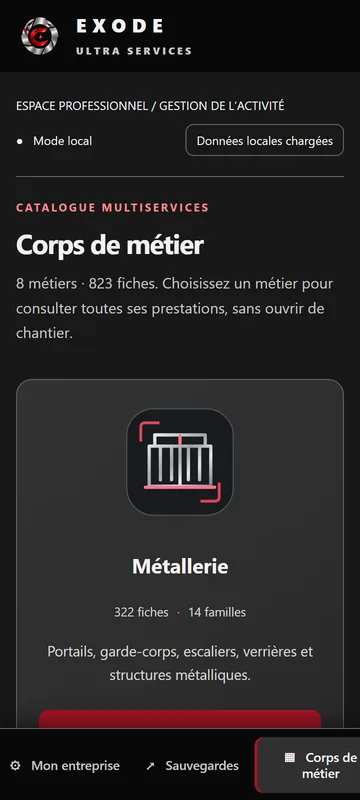 EXODE
ULTRA SERVICES
ESPACE PROFESSIONNEL / GESTION DE L'ACTIVITÉ
Mode local
Données locales chargées
CATALOGUE MULTISERVICES
Corps de métier
8 métiers · 823 fiches. Choisissez un métier pour
consulter toutes ses prestations, sans ouvrir de
chantier.
Métallerie
322 fiches · 14 familles
Portails, garde-corps, escaliers, verrières et
structures métalliques.
Mon entreprise
Sauvegardes
Corps de
métier